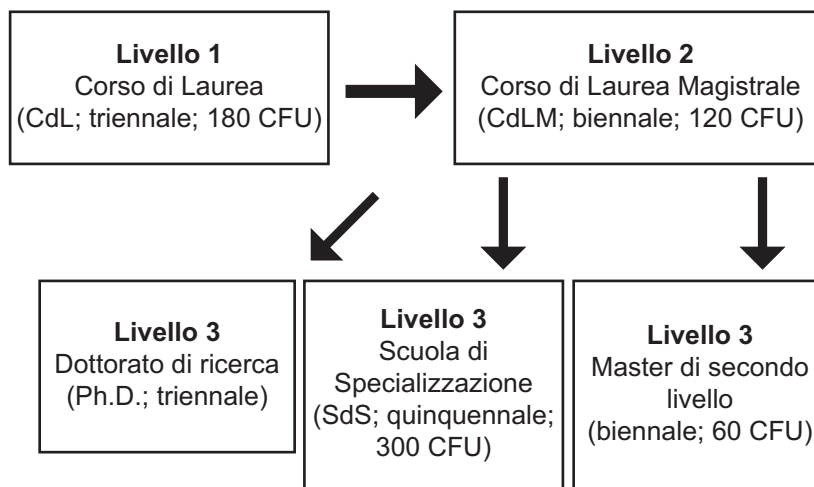 Livello 1
Corso di Laurea
(CdL; triennale; 180 CFU)
Livello 2
Corso di Laurea Magistrale
(CdLM; biennale; 120 CFU)
Livello 3
Dottorato di ricerca
(Ph.D.; triennale)
Livello 3
Scuola di
Specializzazione
(SdS; quinquennale;
300 CFU)
Livello 3
Master di secondo
livello
(biennale; 60 CFU)